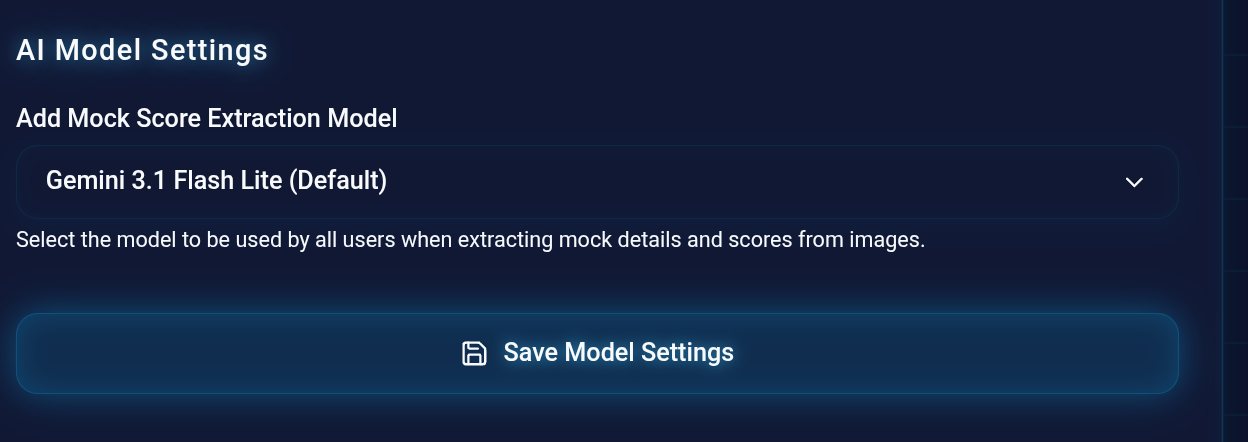 AI Model Settings
Add Mock Score Extraction Model
Gemini 3.1 Flash Lite (Default)
Select the model to be used by all users when extracting mock details and scores from images.
Save Model Settings